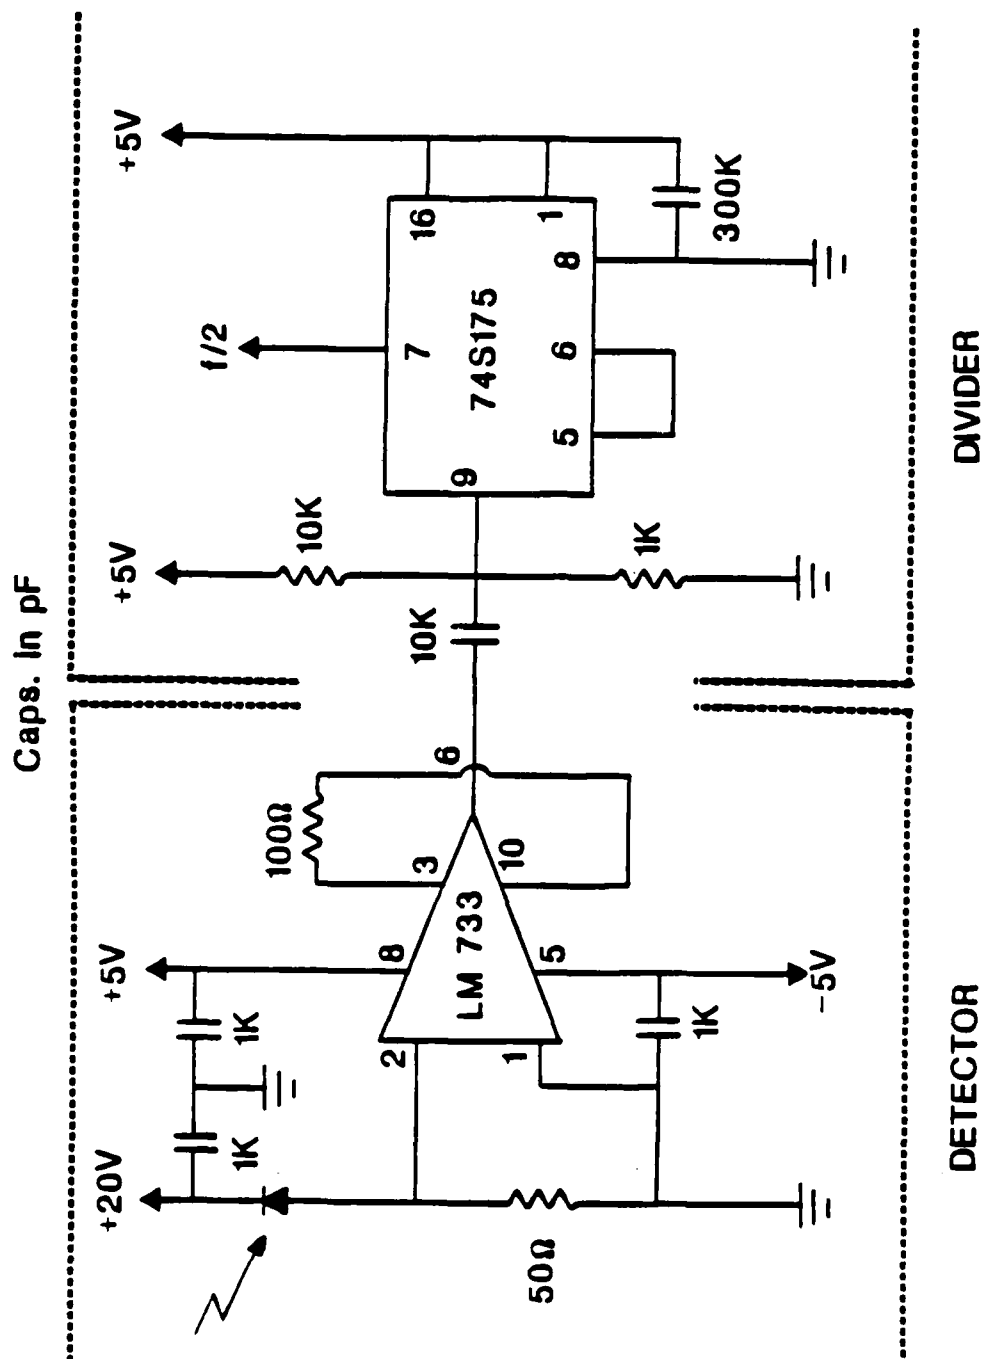 Caps. in pF
+20V
1K
1K
+5V
50Ω
2
1
8
5
LM 733
3
10
100Ω
6
1K
-5V
DETECTOR
10K
+5V
10K
1K
9
7
f/2
74S175
5
6
8
16
1
+5V
300K
DIVIDER